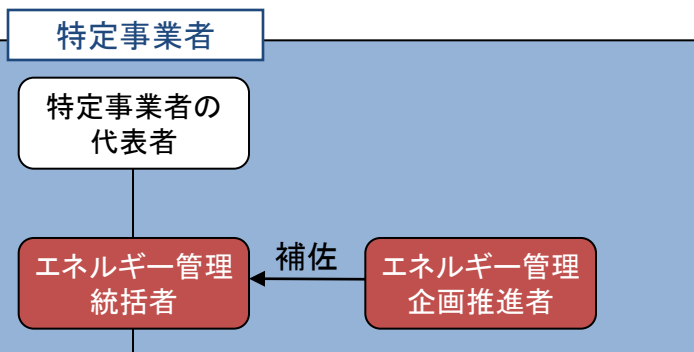 特定事業者
特定事業者の
代表者
エネルギー管理
統括者
補佐
エネルギー管理
企画推進者